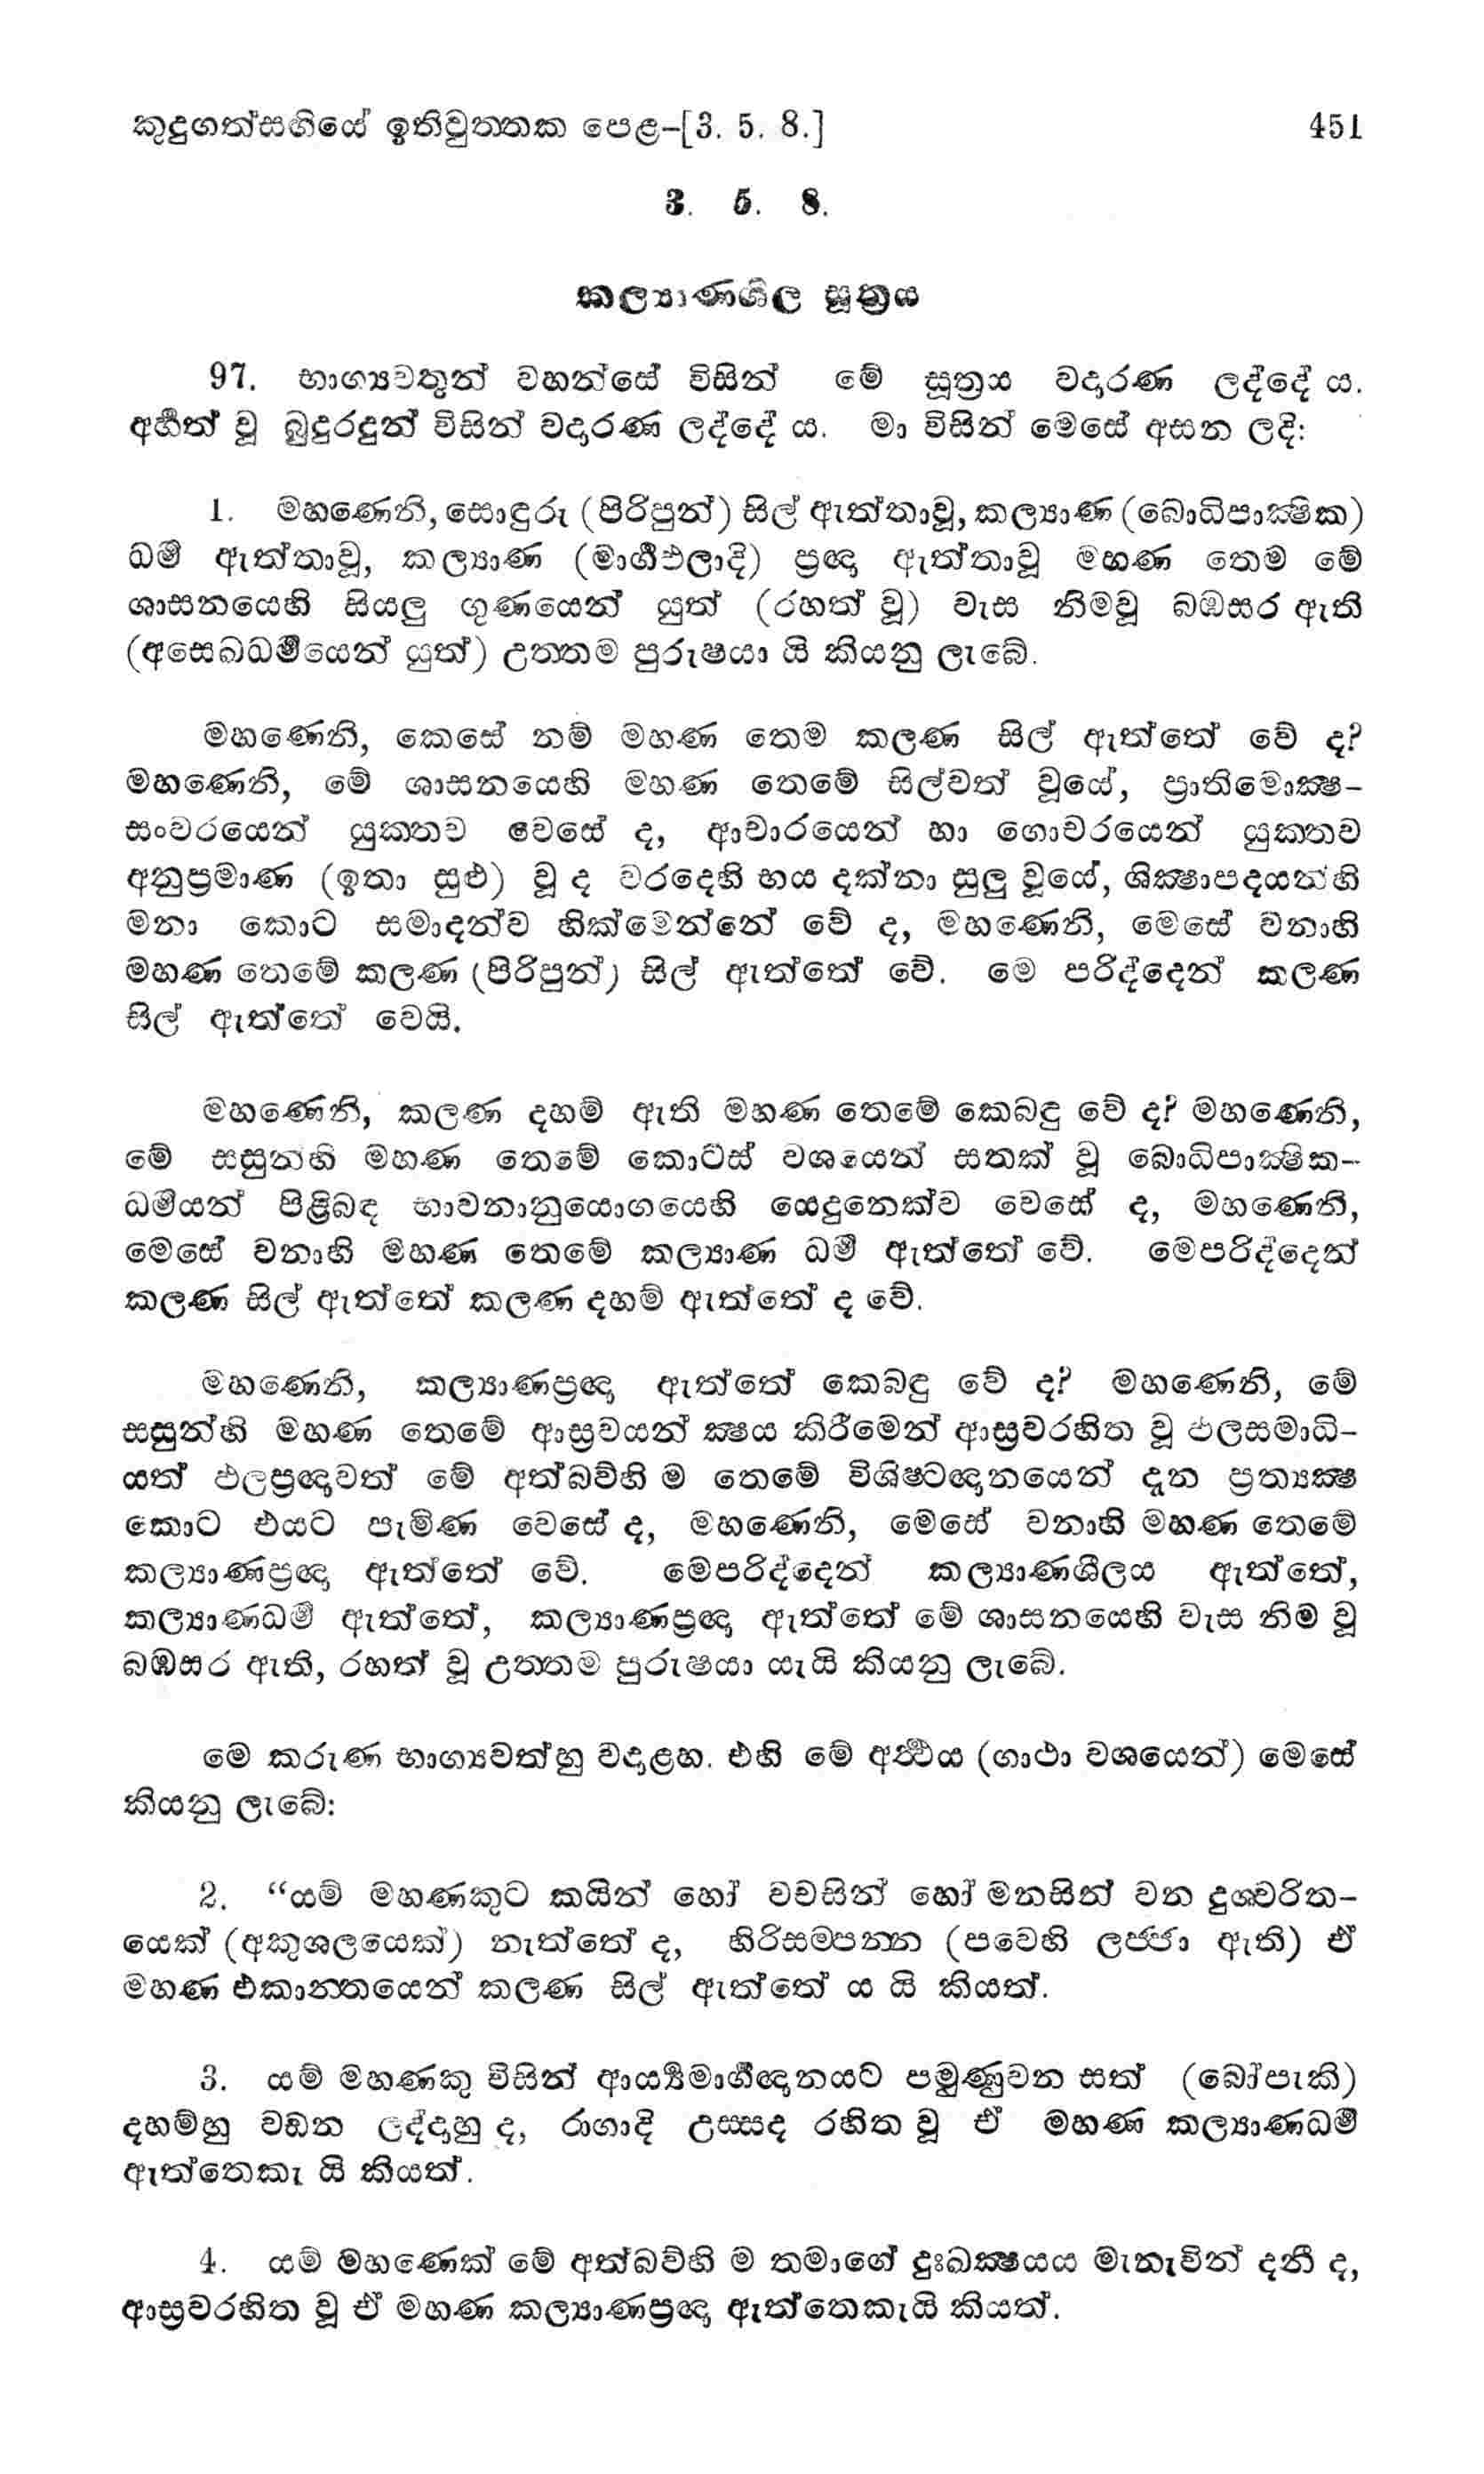 කුදුගත්සඟියේ ඉතිවුත්තක පෙළ–[3. 5. 8.] 451
3. 5. 8.
කල්‍යාණශීල සූත්‍රය
97. භාග්‍යවතුන් වහන්සේ විසින් මේ සූත්‍රය වදාරණ ලද්දේ ය.
අර්හත් වූ බුදුරදුන් විසින් වදාරණ ලද්දේ ය. මා විසින් මෙසේ අසන ලදි:
1. මහණෙනි, සොඳුරු (පිරිපුන්) සිල් ඇත්තාවූ, කල්‍යාණ (බොධිපාක්‍ෂික)
ධර්ම ඇත්තාවූ, කල්‍යාණ (මාර්ගඵලාදි) ප්‍රඥා ඇත්තාවූ මහණ තෙම මේ
ශාසනයෙහි සියලු ගුණයෙන් යුත් (රහත් වූ) වැස නිමවූ බඹසර ඇති
(අසෙඛධර්මයෙන් යුත්) උත්තම පුරුෂයා යි කියනු ලැබේ.
මහණෙනි, කෙසේ නම් මහණ තෙම කලණ සිල් ඇත්තේ වේ ද?
මහණෙනි, මේ ශාසනයෙහි මහණ තෙමේ සිල්වත් වූයේ, ප්‍රාතිමොක්‍ෂ–
සංවරයෙන් යුක්තව වෙසේ ද, ආචාරයෙන් හා ගොචරයෙන් යුක්තව
අනුප්‍රමාණ (ඉතා සුළු) වූ ද වරදෙහි භය දක්නා සුලු වූයේ, ශික්‍ෂාපදයන්හි
මනා කොට සමාදන්ව හික්මෙන්නේ වේ ද, මහණෙනි, මෙසේ වනාහි
මහණ තෙමේ කලණ (පිරිපුන්) සිල් ඇත්තේ වේ. මෙ පරිද්දෙන් කලණ
සිල් ඇත්තේ වෙයි.
මහණෙනි, කලණ දහම් ඇති මහණ තෙමේ කෙබඳු වේ ද? මහණෙනි,
මේ සසුන්හි මහණ තෙමේ කොටස් වශයෙන් සතක් වූ බොධිපාක්‍ෂික–
ධර්මයන් පිළිබඳ භාවනානුයොගයෙහි යෙදුනෙක්ව වෙසේ ද, මහණෙනි,
මෙසේ වනාහි මහණ තෙමේ කල්‍යාණ ධර්ම ඇත්තේ වේ. මෙපරිද්දෙන්
කලණ සිල් ඇත්තේ කලණ දහම් ඇත්තේ ද වේ.
මහණෙනි, කල්‍යාණප්‍රඥා ඇත්තේ කෙබඳු වේ ද? මහණෙනි, මේ
සසුන්හි මහණ තෙමේ ආස්‍රවයන් ක්‍ෂය කිරීමෙන් ආස්‍රවරහිත වූ ඵලසමාධි–
යත් ඵලප්‍රඥාවත් මේ අත්බව්හි ම තෙමේ විශිෂ්ටඥානයෙන් දැන ප්‍රත්‍යක්‍ෂ
කොට එයට පැමිණ වෙසේ ද, මහණෙනි, මෙසේ වනාහි මහණ තෙමේ
කල්‍යාණප්‍රඥා ඇත්තේ වේ. මෙපරිද්දෙන් කල්‍යාණශීලය ඇත්තේ,
කල්‍යාණධර්ම ඇත්තේ, කල්‍යාණප්‍රඥා ඇත්තේ මේ ශාසනයෙහි වැස නිම වූ
බඹසර ඇති, රහත් වූ උත්තම පුරුෂයා යැයි කියනු ලැබේ.
මෙ කරුණ භාග්‍යවත්හු වදාළහ. එහි මේ අර්ථය (ගාථා වශයෙන්) මෙසේ
කියනු ලැබේ:
2. “යම් මහණකුට කයින් හෝ වචසින් හෝ මනසින් වන දුශ්චරිත–
යෙක් (අකුශලයෙක්) නැත්තේ ද, හිරිසම්පන්න (පවෙහි ලජ්ජා ඇති) ඒ
මහණ එකාන්තයෙන් කලණ සිල් ඇත්තේ ය යි කියත්.
3. යම් මහණකු විසින් ආර්‍ය්‍යමාර්ගඥානයට පමුණුවන සත් (බෝපැකි)
දහම්හු වඩන ලද්දාහු ද, රාගාදි උස්සද රහිත වූ ඒ මහණ කල්‍යාණධර්ම
ඇත්තෙකැ යි කියත්.
4. යම් මහණෙක් මේ අත්බව්හි ම තමාගේ දුඃඛක්‍ෂයය මැනැවින් දනී ද,
ආස්‍රවරහිත වූ ඒ මහණ කල්‍යාණප්‍රඥා ඇත්තෙකැයි කියත්.